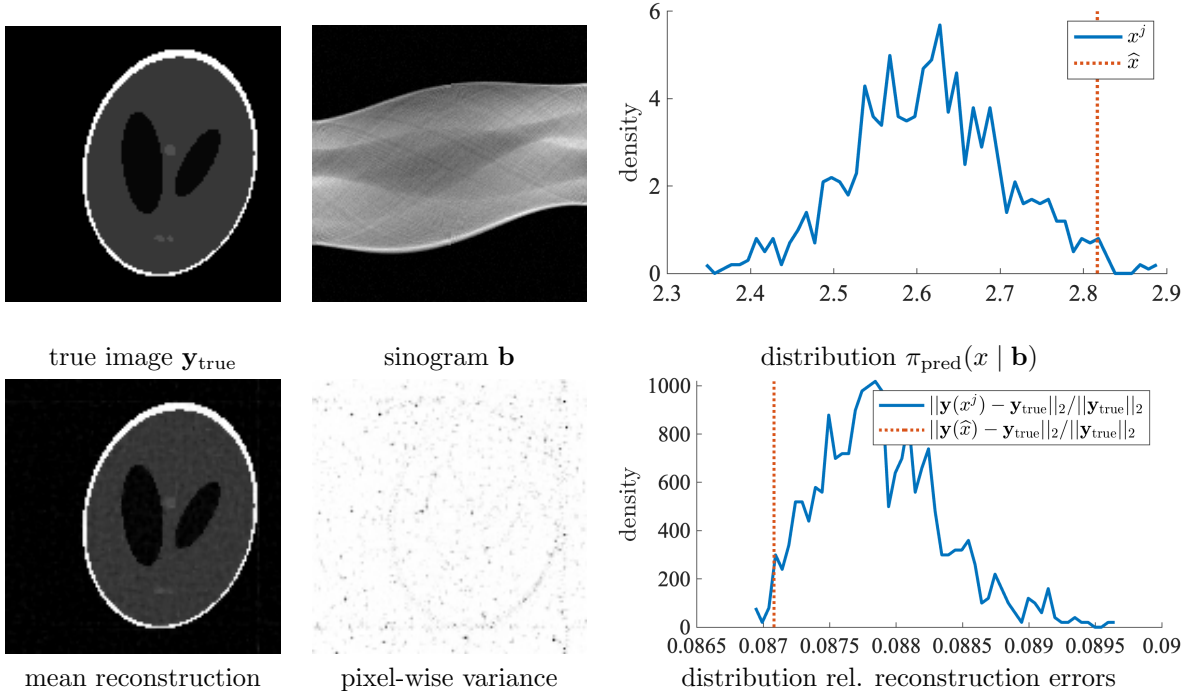 6
4
2
0
density
2.3 2.4 2.5 2.6 2.7 2.8 2.9
x^j
x̂
true image y_true
sinogram b
distribution π_pred(x | b)
1000
800
600
400
200
0
density
0.0865 0.087 0.0875 0.088 0.0885 0.089 0.0895 0.09
||y(x^j) − y_true||_2/||y_true||_2
||y(x̂) − y_true||_2/||y_true||_2
mean reconstruction
pixel-wise variance
distribution rel. reconstruction errors